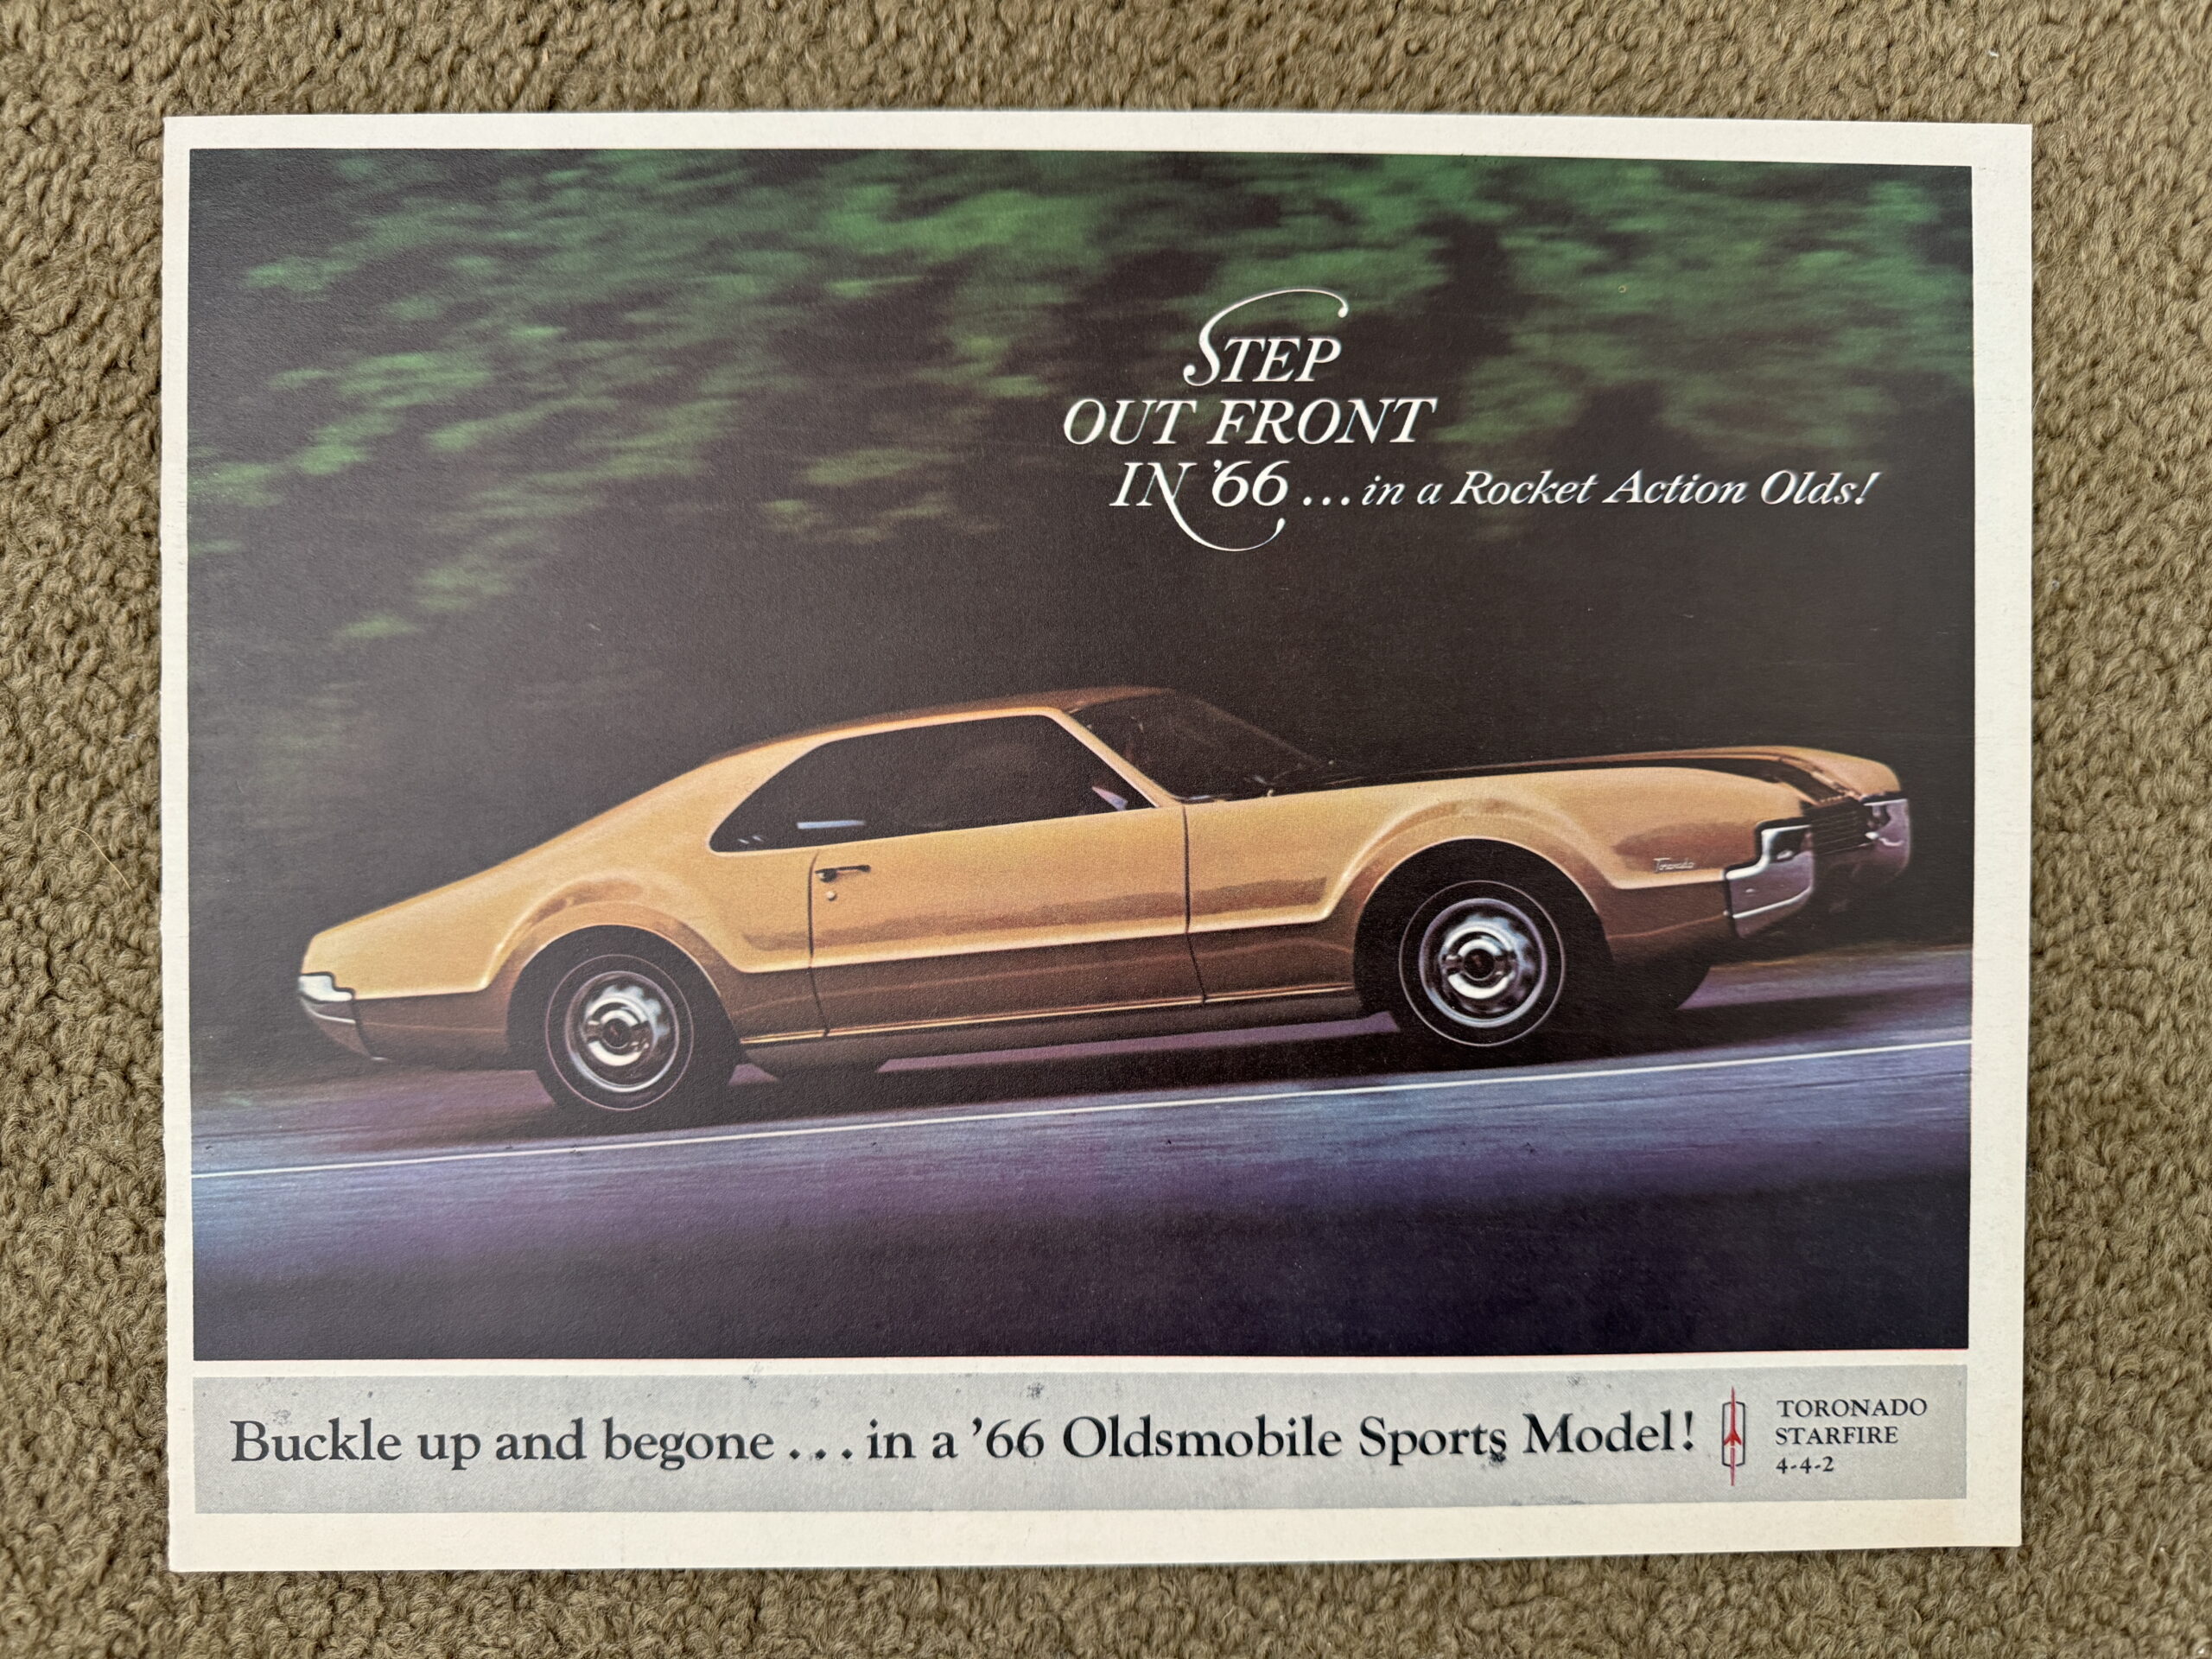 STEP
OUT FRONT
IN '66 ... in a Rocket Action Olds!
Toronado
Buckle up and begone ... in a '66 Oldsmobile Sports Model!
TORONADO
STARFIRE
4-4-2